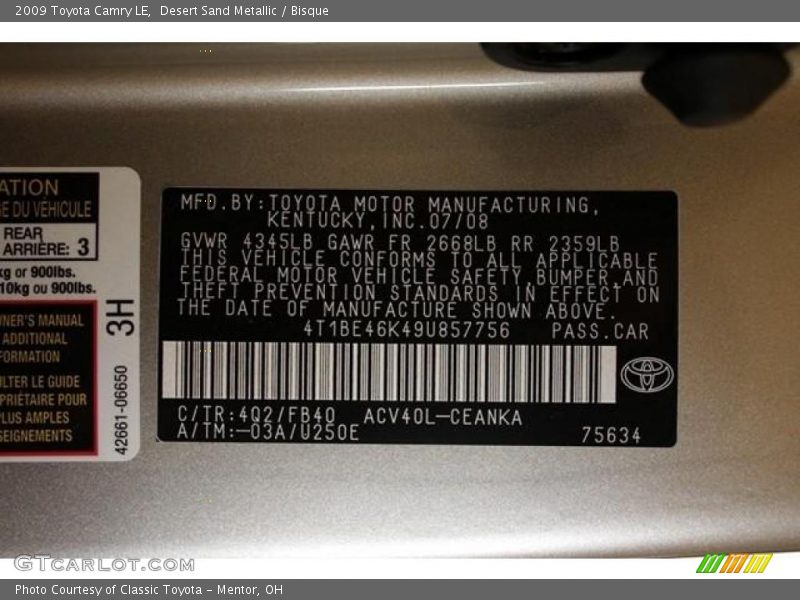 2009 Toyota Camry LE, Desert Sand Metallic / Bisque
ATION
GE DU VÉHICULE
REAR
ARRIÈRE: 3
kg or 900lbs.
10kg ou 900lbs.
NER'S MANUAL
ADDITIONAL
FORMATION
ULTER LE GUIDE
PRIÉTAIRE POUR
PLUS AMPLES
SEIGNEMENTS
3H
42661-06650
MFD. BY: TOYOTA MOTOR MANUFACTURING,
KENTUCKY, INC. 07/08
GVWR 4345LB GAWR FR 2668LB RR 2359LB
THIS VEHICLE CONFORMS TO ALL APPLICABLE
FEDERAL MOTOR VEHICLE SAFETY, BUMPER, AND
THEFT PREVENTION STANDARDS IN EFFECT ON
THE DATE OF MANUFACTURE SHOWN ABOVE.
4T1BE46K49U857756 PASS.CAR
C/TR: 4Q2/FB40 ACV40L-CEANKA
A/TM: -03A/U250E
75634
GTCARLOT.COM
Photo Courtesy of Classic Toyota - Mentor, OH